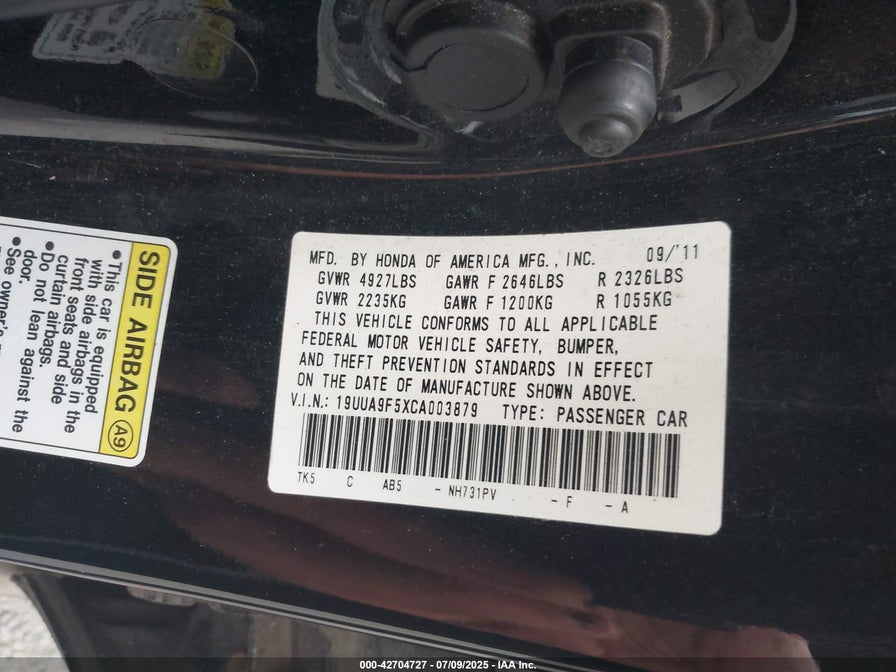 MFD. BY HONDA OF AMERICA MFG., INC. 09/'11
GVWR 4927LBS GAWR F 2646LBS R 2326LBS
GVWR 2235KG GAWR F 1200KG R 1055KG
THIS VEHICLE CONFORMS TO ALL APPLICABLE
FEDERAL MOTOR VEHICLE SAFETY, BUMPER,
AND THEFT PREVENTION STANDARDS IN EFFECT
ON THE DATE OF MANUFACTURE SHOWN ABOVE.
V.I.N.: 19UUA9F5XCA003879 TYPE: PASSENGER CAR
TK5 C AB5 - NH731PV - F - A
SIDE AIRBAG A9
•This car is equipped
with side airbags in the
front seats and side
curtain airbags.
•Do not lean against the
door.
•See owner's
000-42704727 - 07/09/2025 - IAA Inc.